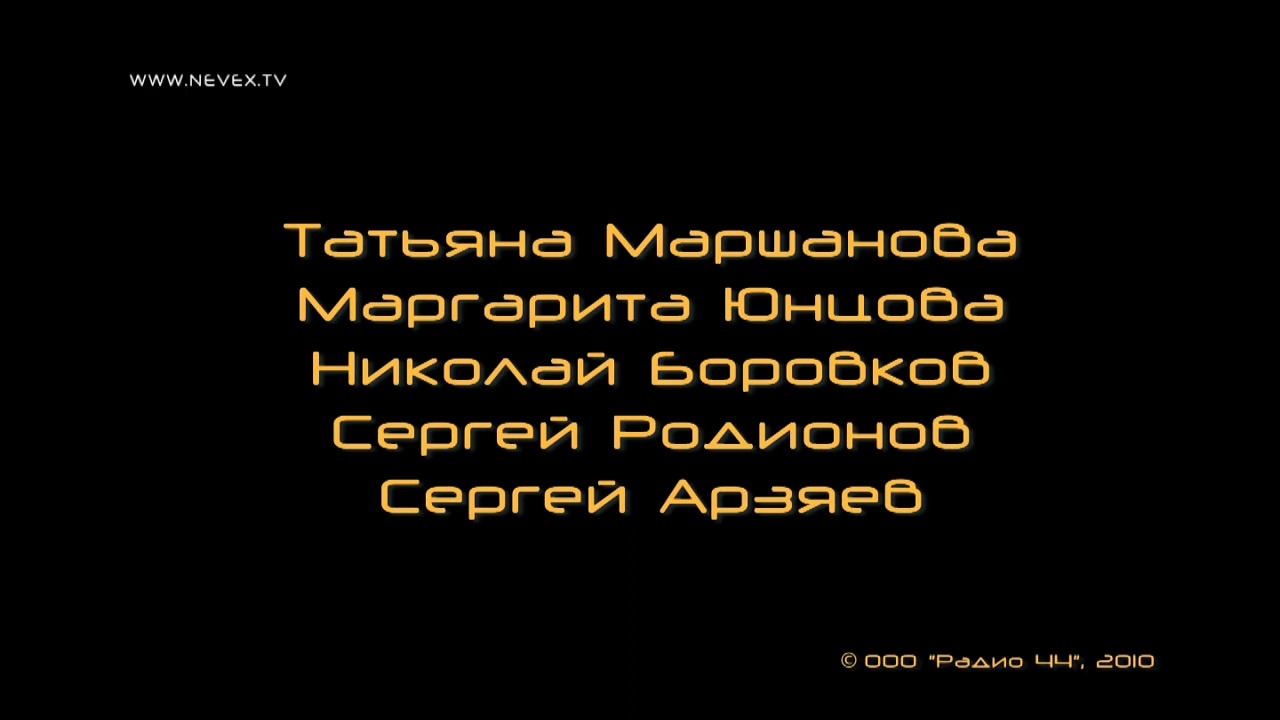 WWW.NEVEX.TV
Татьяна Маршанова
Маргарита Юнцова
Николай Боровков
Сергей Родионов
Сергей Арзяев
© ООО "Радио 44", 2010